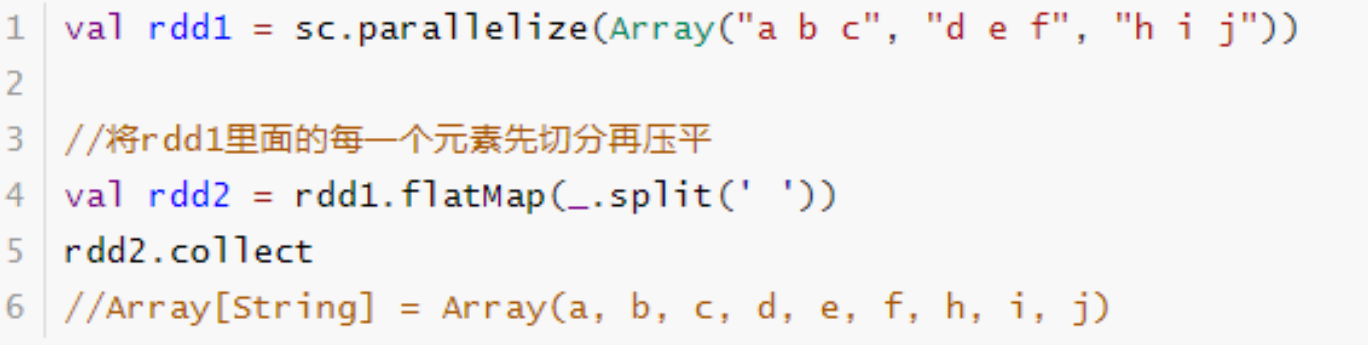 1 val rdd1 = sc.parallelize(Array("a b c", "d e f", "h i j"))
2
3 //将rdd1里面的每一个元素先切分再压平
4 val rdd2 = rdd1.flatMap(_.split(' '))
5 rdd2.collect
6 //Array[String] = Array(a, b, c, d, e, f, h, i, j)